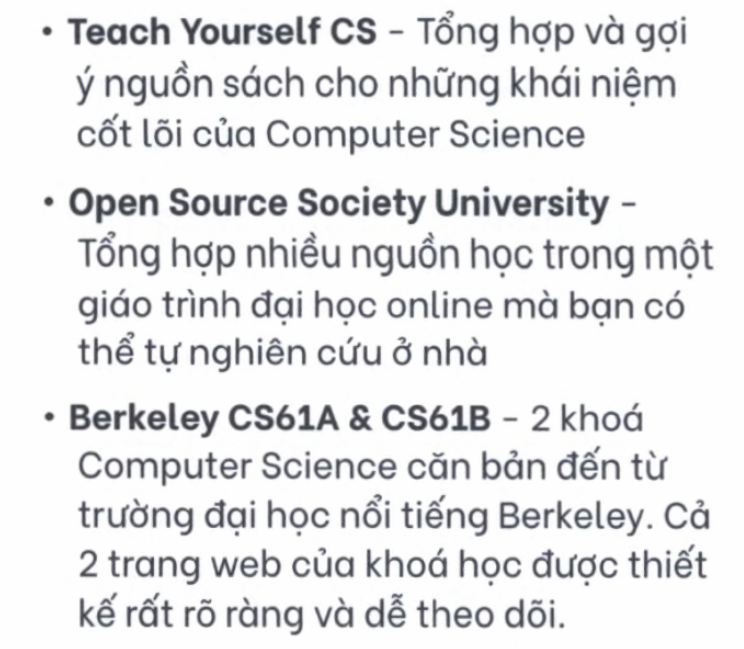 • Teach Yourself CS - Tổng hợp và gợi
ý nguồn sách cho những khái niệm
cốt lõi của Computer Science
• Open Source Society University -
Tổng hợp nhiều nguồn học trong một
giáo trình đại học online mà bạn có
thể tự nghiên cứu ở nhà
• Berkeley CS61A & CS61B - 2 khoá
Computer Science căn bản đến từ
trường đại học nổi tiếng Berkeley. Cả
2 trang web của khoá học được thiết
kế rất rõ ràng và dễ theo dõi.